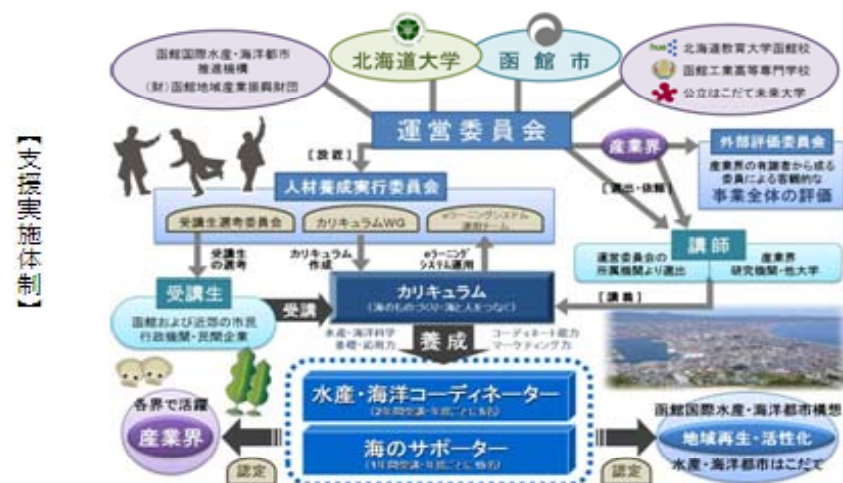 【支援実施体制】
函館国際水産・海洋都市
推進機構
(財)函館地域産業振興財団
北海道大学
函館市
hue
北海道教育大学函館校
函館工業高等専門学校
公立はこだて未来大学
運営委員会
産業界
外部評価委員会
産業界の有識者から成る
委員による客観的な
事業全体の評価
[設置]
[選出・依頼]
人材養成実行委員会
受講生選考委員会
カリキュラムWG
eラーニングシステム
運用チーム
受講生
の選考
カリキュラム
作成
eラーニング
システム運用
講師
運営委員会の
所属機関より選出
産業界
研究機関・他大学
[講義]
受講生
函館および近郊の市民
行政機関・民間企業
受講
カリキュラム
(海のものづくり・海と人をつなぐ)
水産・海洋科学
基礎・応用力
養成
コーディネート能力
マーケティング力
水産・海洋コーディネーター
海のサポーター
各界で活躍
産業界
認定
認定
函館国際水産・海洋都市構想
地域再生・活性化
水産・海洋都市はこだて